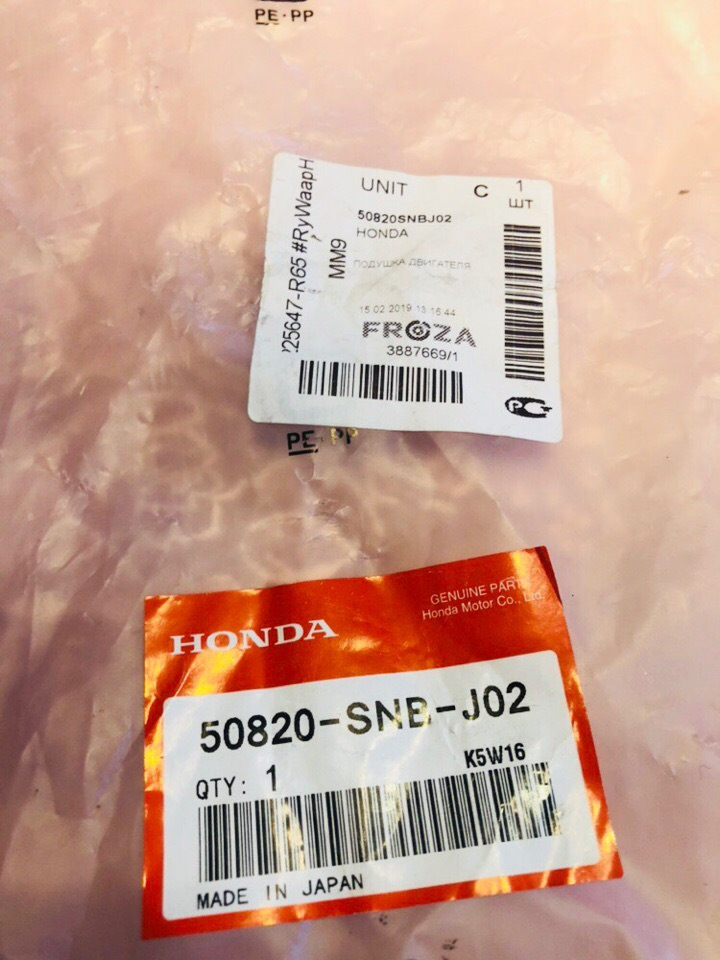 PE·PP
UNIT C 1
ШТ
50820SNBJ02
HONDA
ПОДУШКА ДВИГАТЕЛЯ
15 02 2019 13 16 44
FROZA
3887669/1
25647-R65 #RyWaapH
MM9
PE·PP
HONDA
GENUINE PARTS
Honda Motor Co., Ltd.
50820-SNB-J02
K5W16
QTY: 1
MADE IN JAPAN